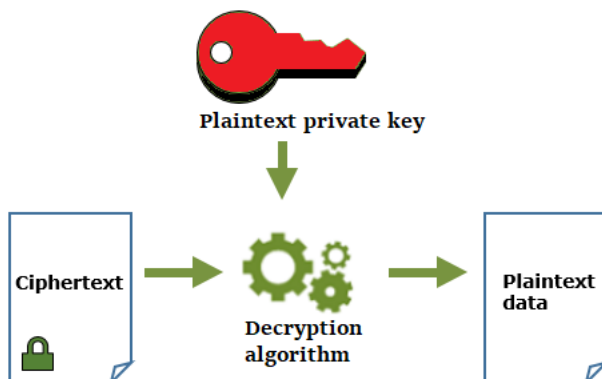 Plaintext private key
Ciphertext
Decryption
algorithm
Plaintext
data